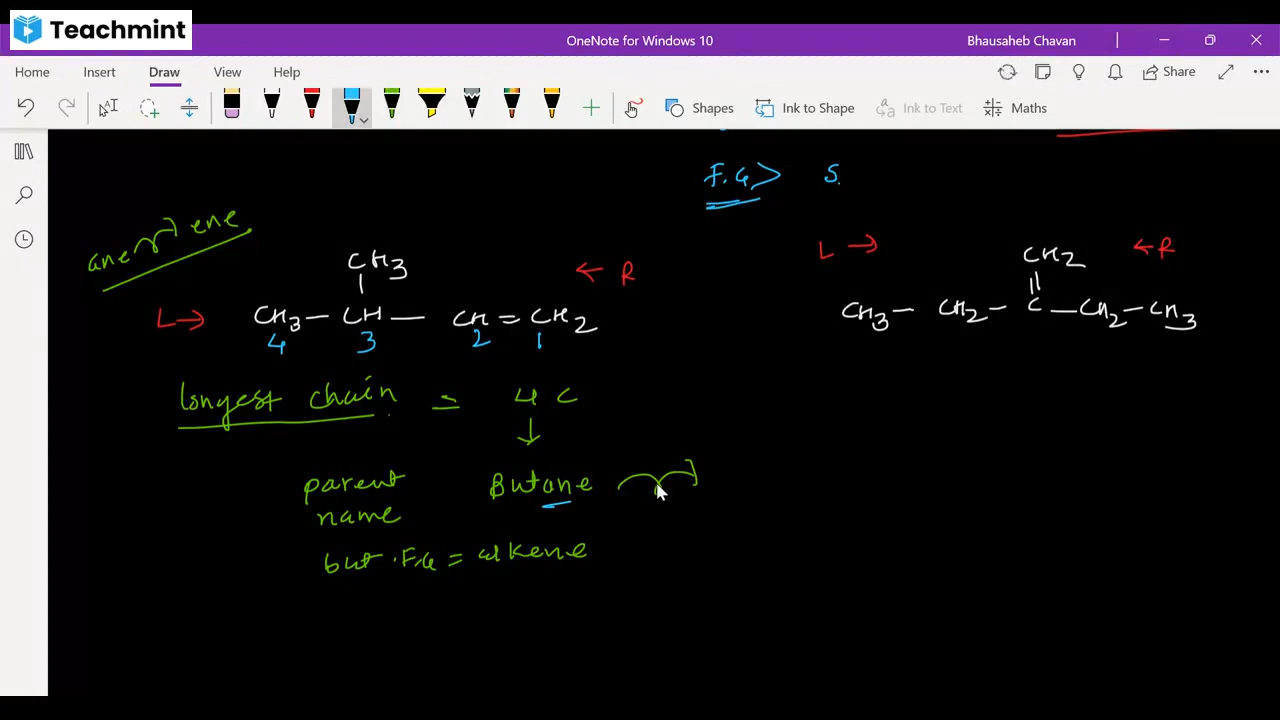 Teachmint
OneNote for Windows 10
Bhausaheb Chavan
Home Insert Draw View Help
Share
Shapes Ink to Shape Ink to Text Maths
F.G > S.
ane ene
CH3
L → ← R
CH3 — CH — CH = CH2
4 3 2 1
longest chain = 4 C
↓
parent Butane
name
but F.G = alkene
L → ← R
CH2
||
CH3 — CH2 — C — CH2 — CH3